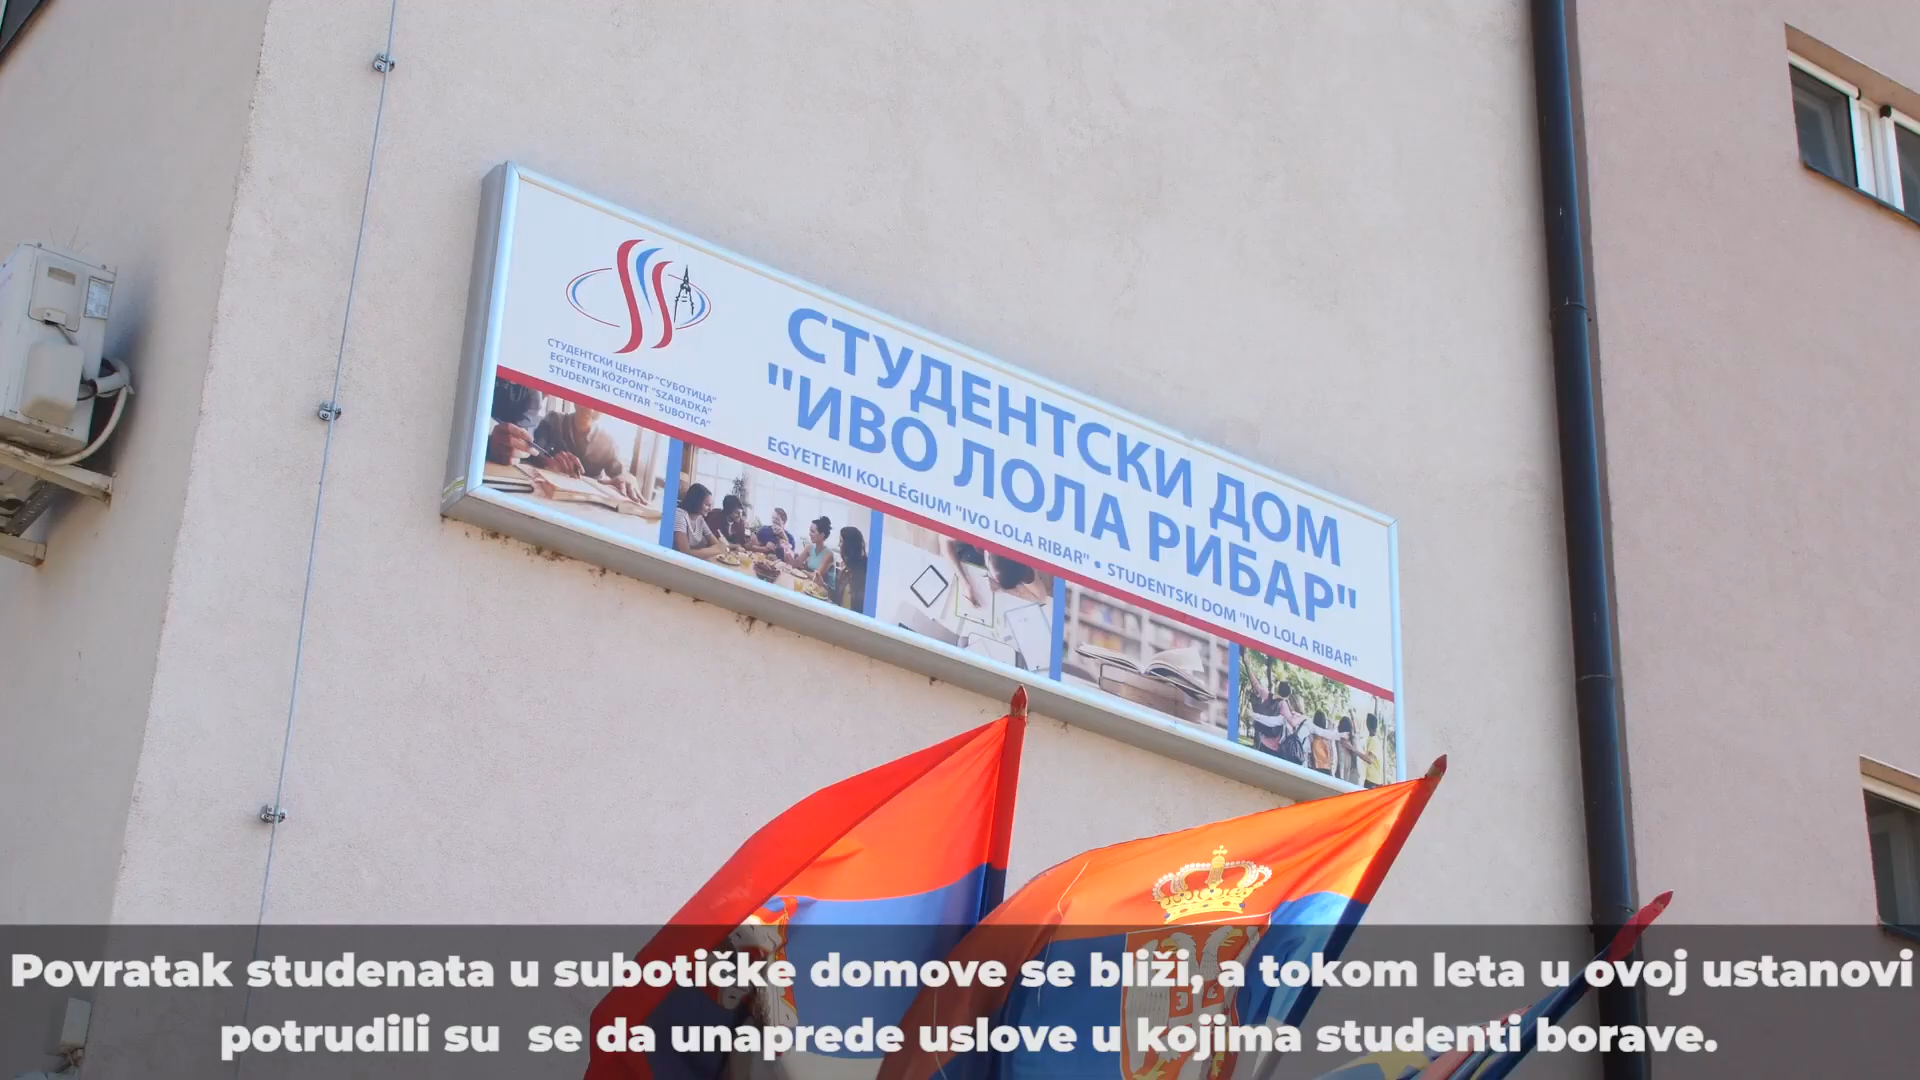 СТУДЕНТСКИ ЦЕНТАР "СУБОТИЦА"
EGYETEMI KÖZPONT "SZABADKA"
STUDENTSKI CENTAR "SUBOTICA"
СТУДЕНТСКИ ДОМ
"ИВО ЛОЛА РИБАР"
EGYETEMI KOLLÉGIUM "IVO LOLA RIBAR" • STUDENTSKI DOM "IVO LOLA RIBAR"
Povratak studenata u subotičke domove se bliži, a tokom leta u ovoj ustanovi
potrudili su se da unaprede uslove u kojima studenti borave.